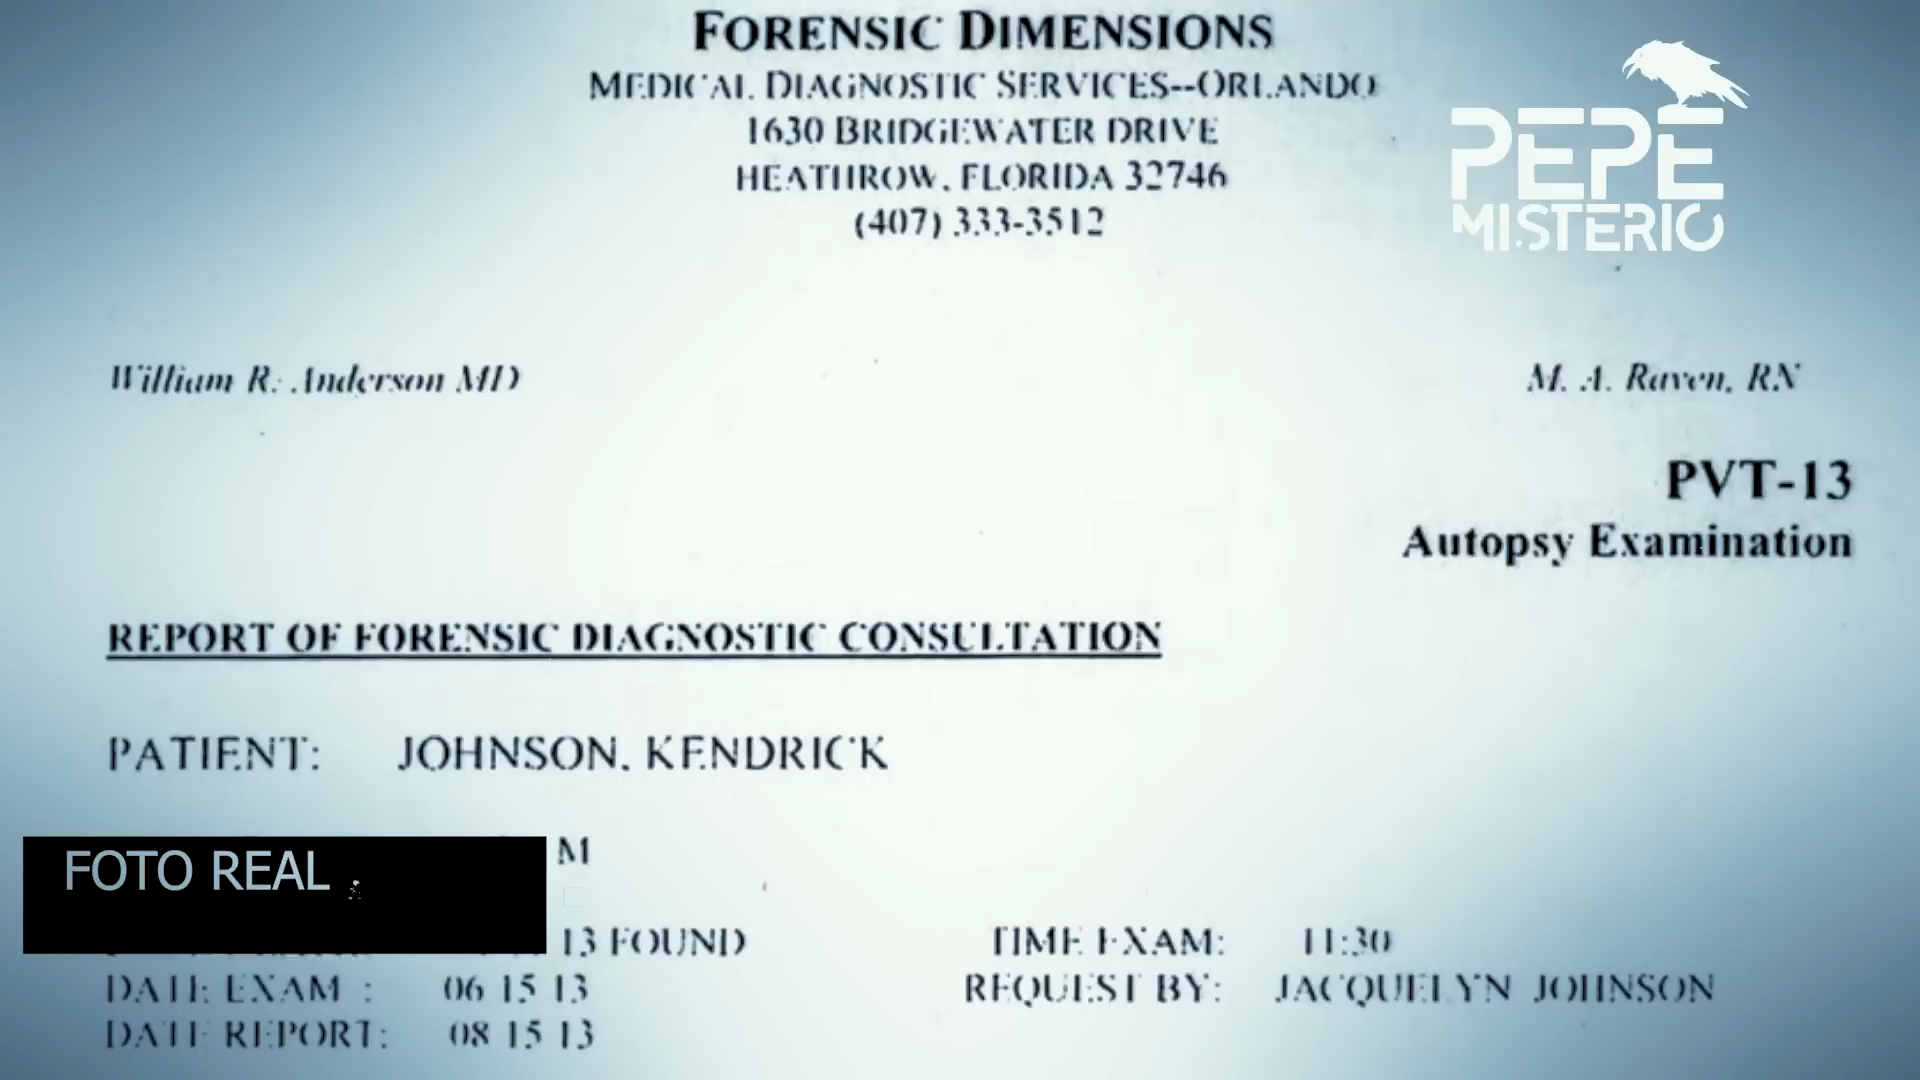 FORENSIC DIMENSIONS
MEDICAL DIAGNOSTIC SERVICES--ORLANDO
1630 BRIDGEWATER DRIVE
HEATHROW, FLORIDA 32746
(407) 333-3512
PEPE
MISTERIO
William R. Anderson MD
M. A. Raven, RN
PVT-13
Autopsy Examination
REPORT OF FORENSIC DIAGNOSTIC CONSULTATION
PATIENT: JOHNSON, KENDRICK
M
FOTO REAL
13 FOUND
TIME EXAM: 11:30
DATE EXAM : 06 15 13
REQUEST BY: JACQUELYN JOHNSON
DATE REPORT: 08 15 13